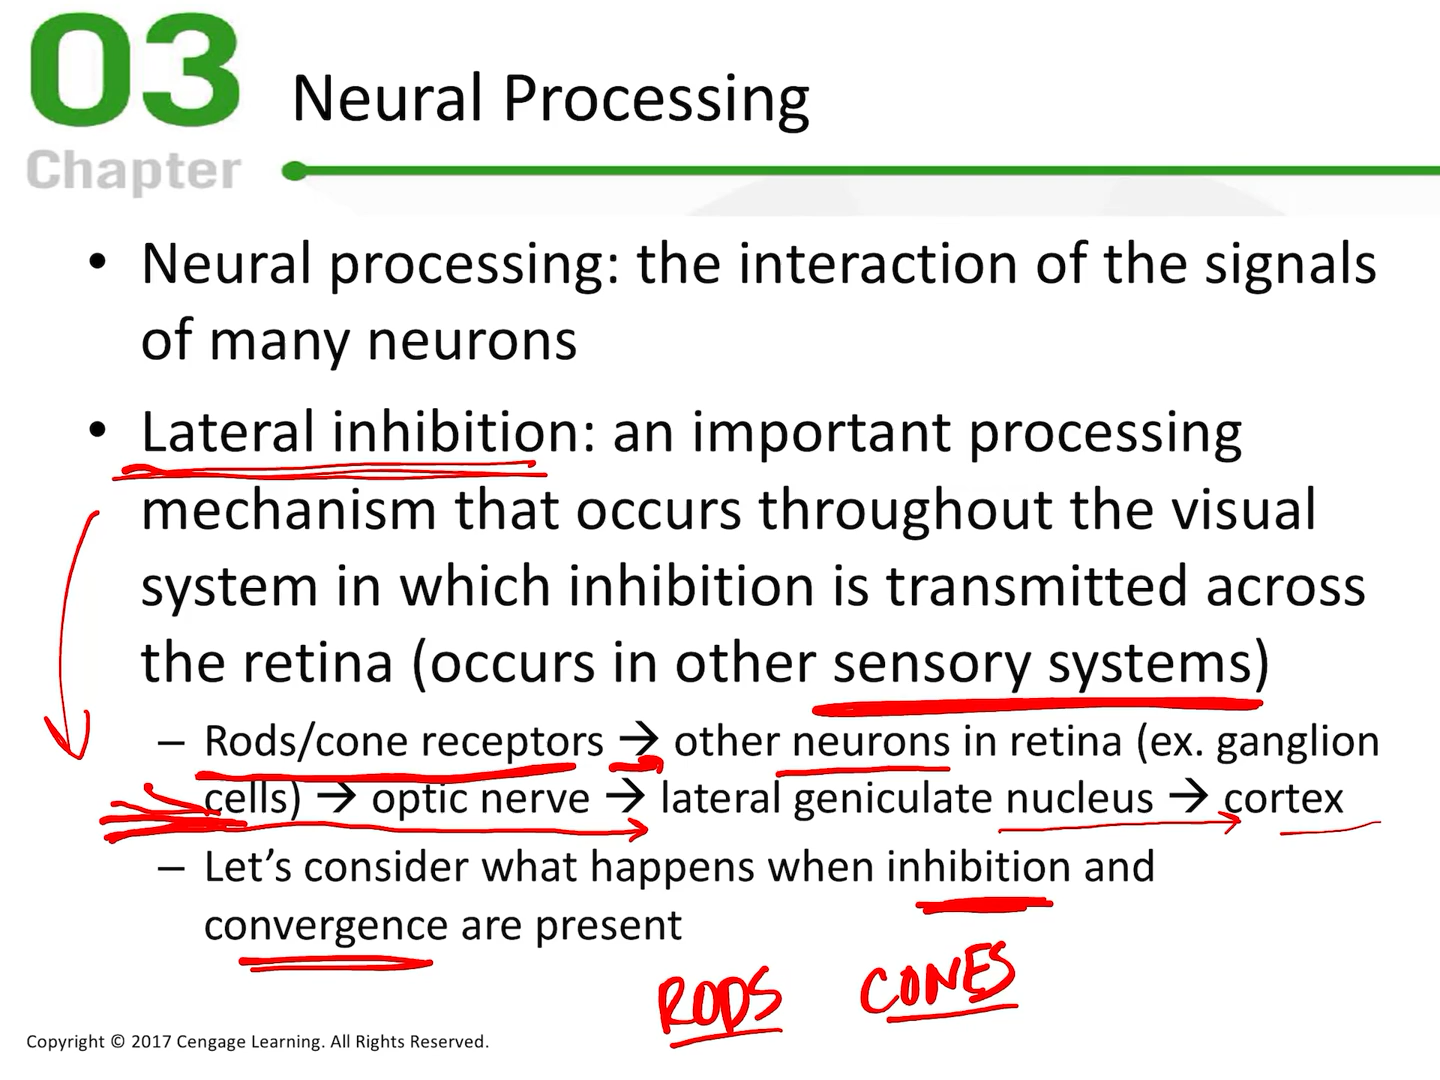 03
Chapter
Neural Processing
• Neural processing: the interaction of the signals
of many neurons
• Lateral inhibition: an important processing
mechanism that occurs throughout the visual
system in which inhibition is transmitted across
the retina (occurs in other sensory systems)
– Rods/cone receptors → other neurons in retina (ex. ganglion
cells) → optic nerve → lateral geniculate nucleus → cortex
– Let's consider what happens when inhibition and
convergence are present
RODS CONES
Copyright © 2017 Cengage Learning. All Rights Reserved.